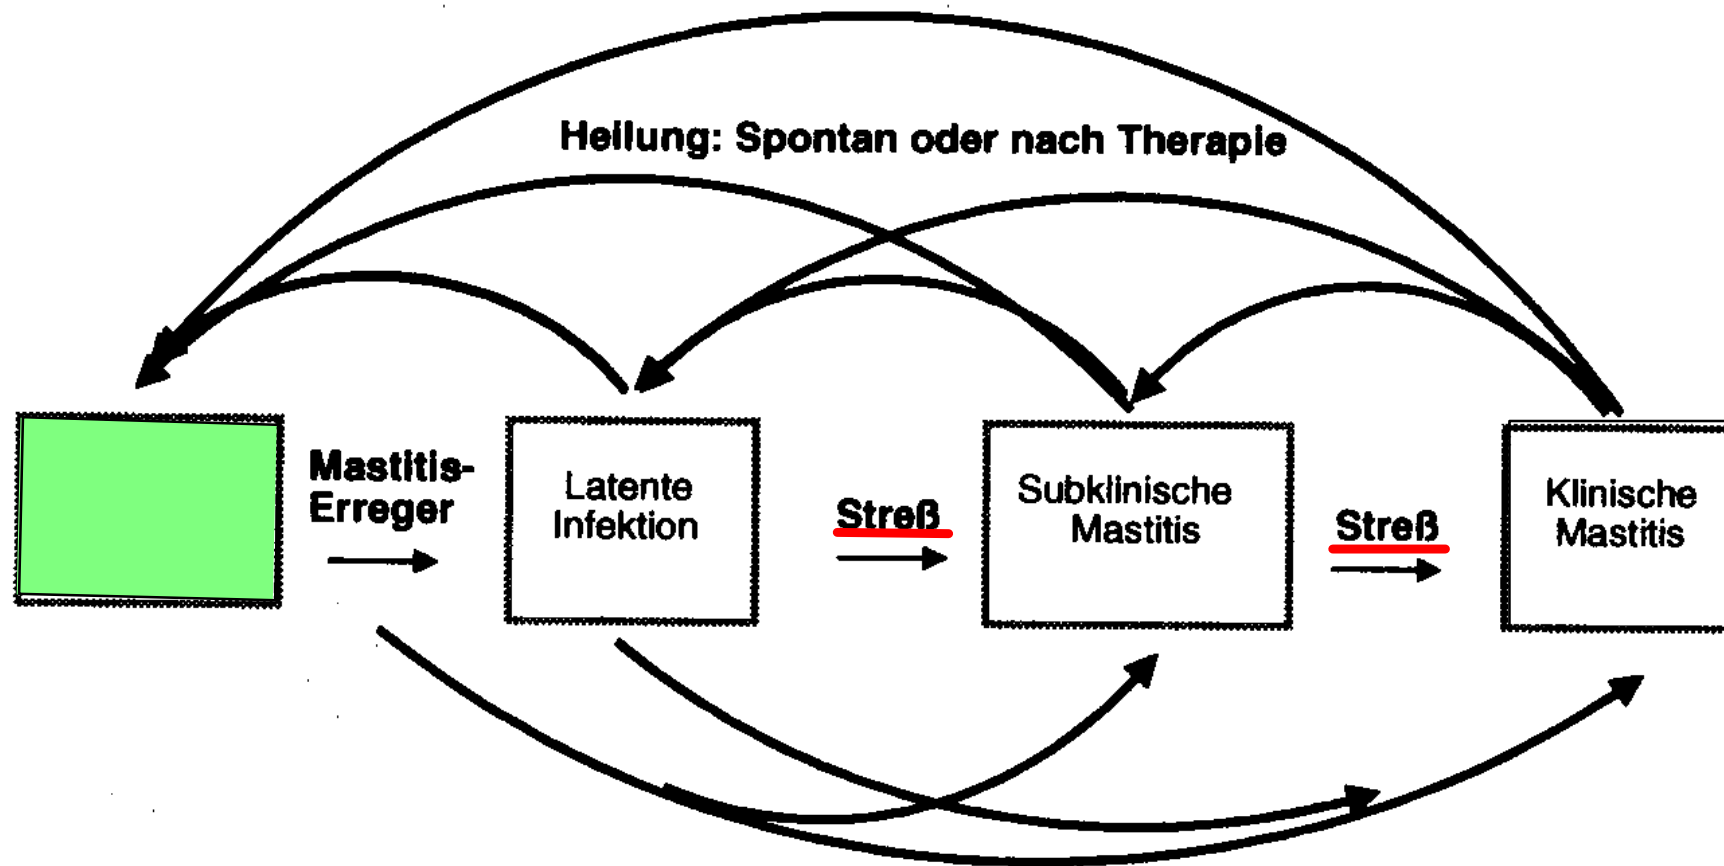 Heilung: Spontan oder nach Therapie
Mastitis-
Erreger
Latente
Infektion
Streß
Subklinische
Mastitis
Streß
Klinische
Mastitis